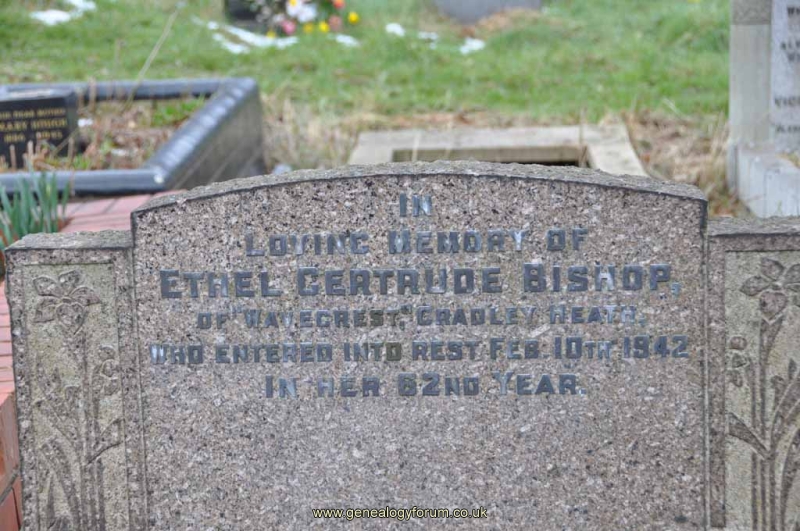 IN
LOVING MEMORY OF
ETHEL GERTRUDE BISHOP,
OF "WAVECREST," CRADLEY HEATH,
WHO ENTERED INTO REST FEB. 10TH 1942
IN HER 62ND YEAR.
www.genealogyforum.co.uk